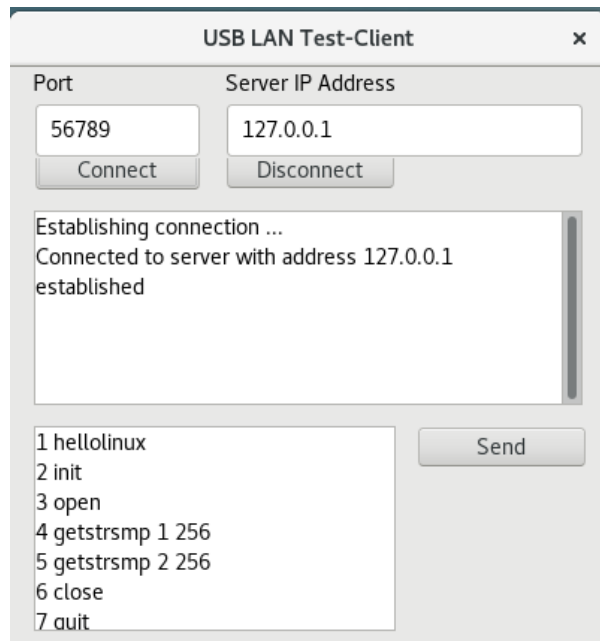 USB LAN Test-Client ×
Port Server IP Address
56789 127.0.0.1
Connect Disconnect
Establishing connection ...
Connected to server with address 127.0.0.1
established
1 hellolinux
Send
2 init
3 open
4 getstrsmp 1 256
5 getstrsmp 2 256
6 close
7 quit